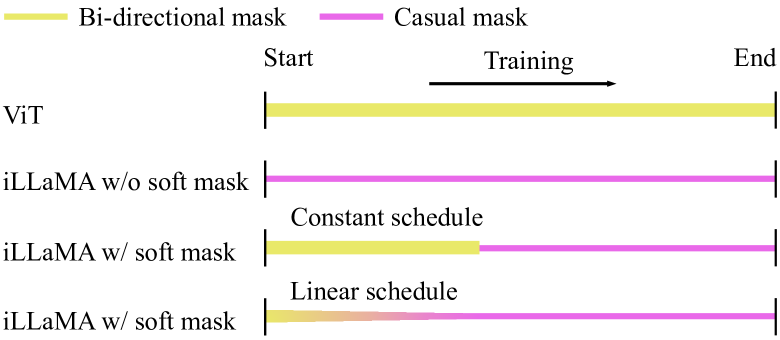 Bi-directional mask Casual mask
Start Training End
ViT
iLLaMA w/o soft mask
Constant schedule
iLLaMA w/ soft mask
Linear schedule
iLLaMA w/ soft mask